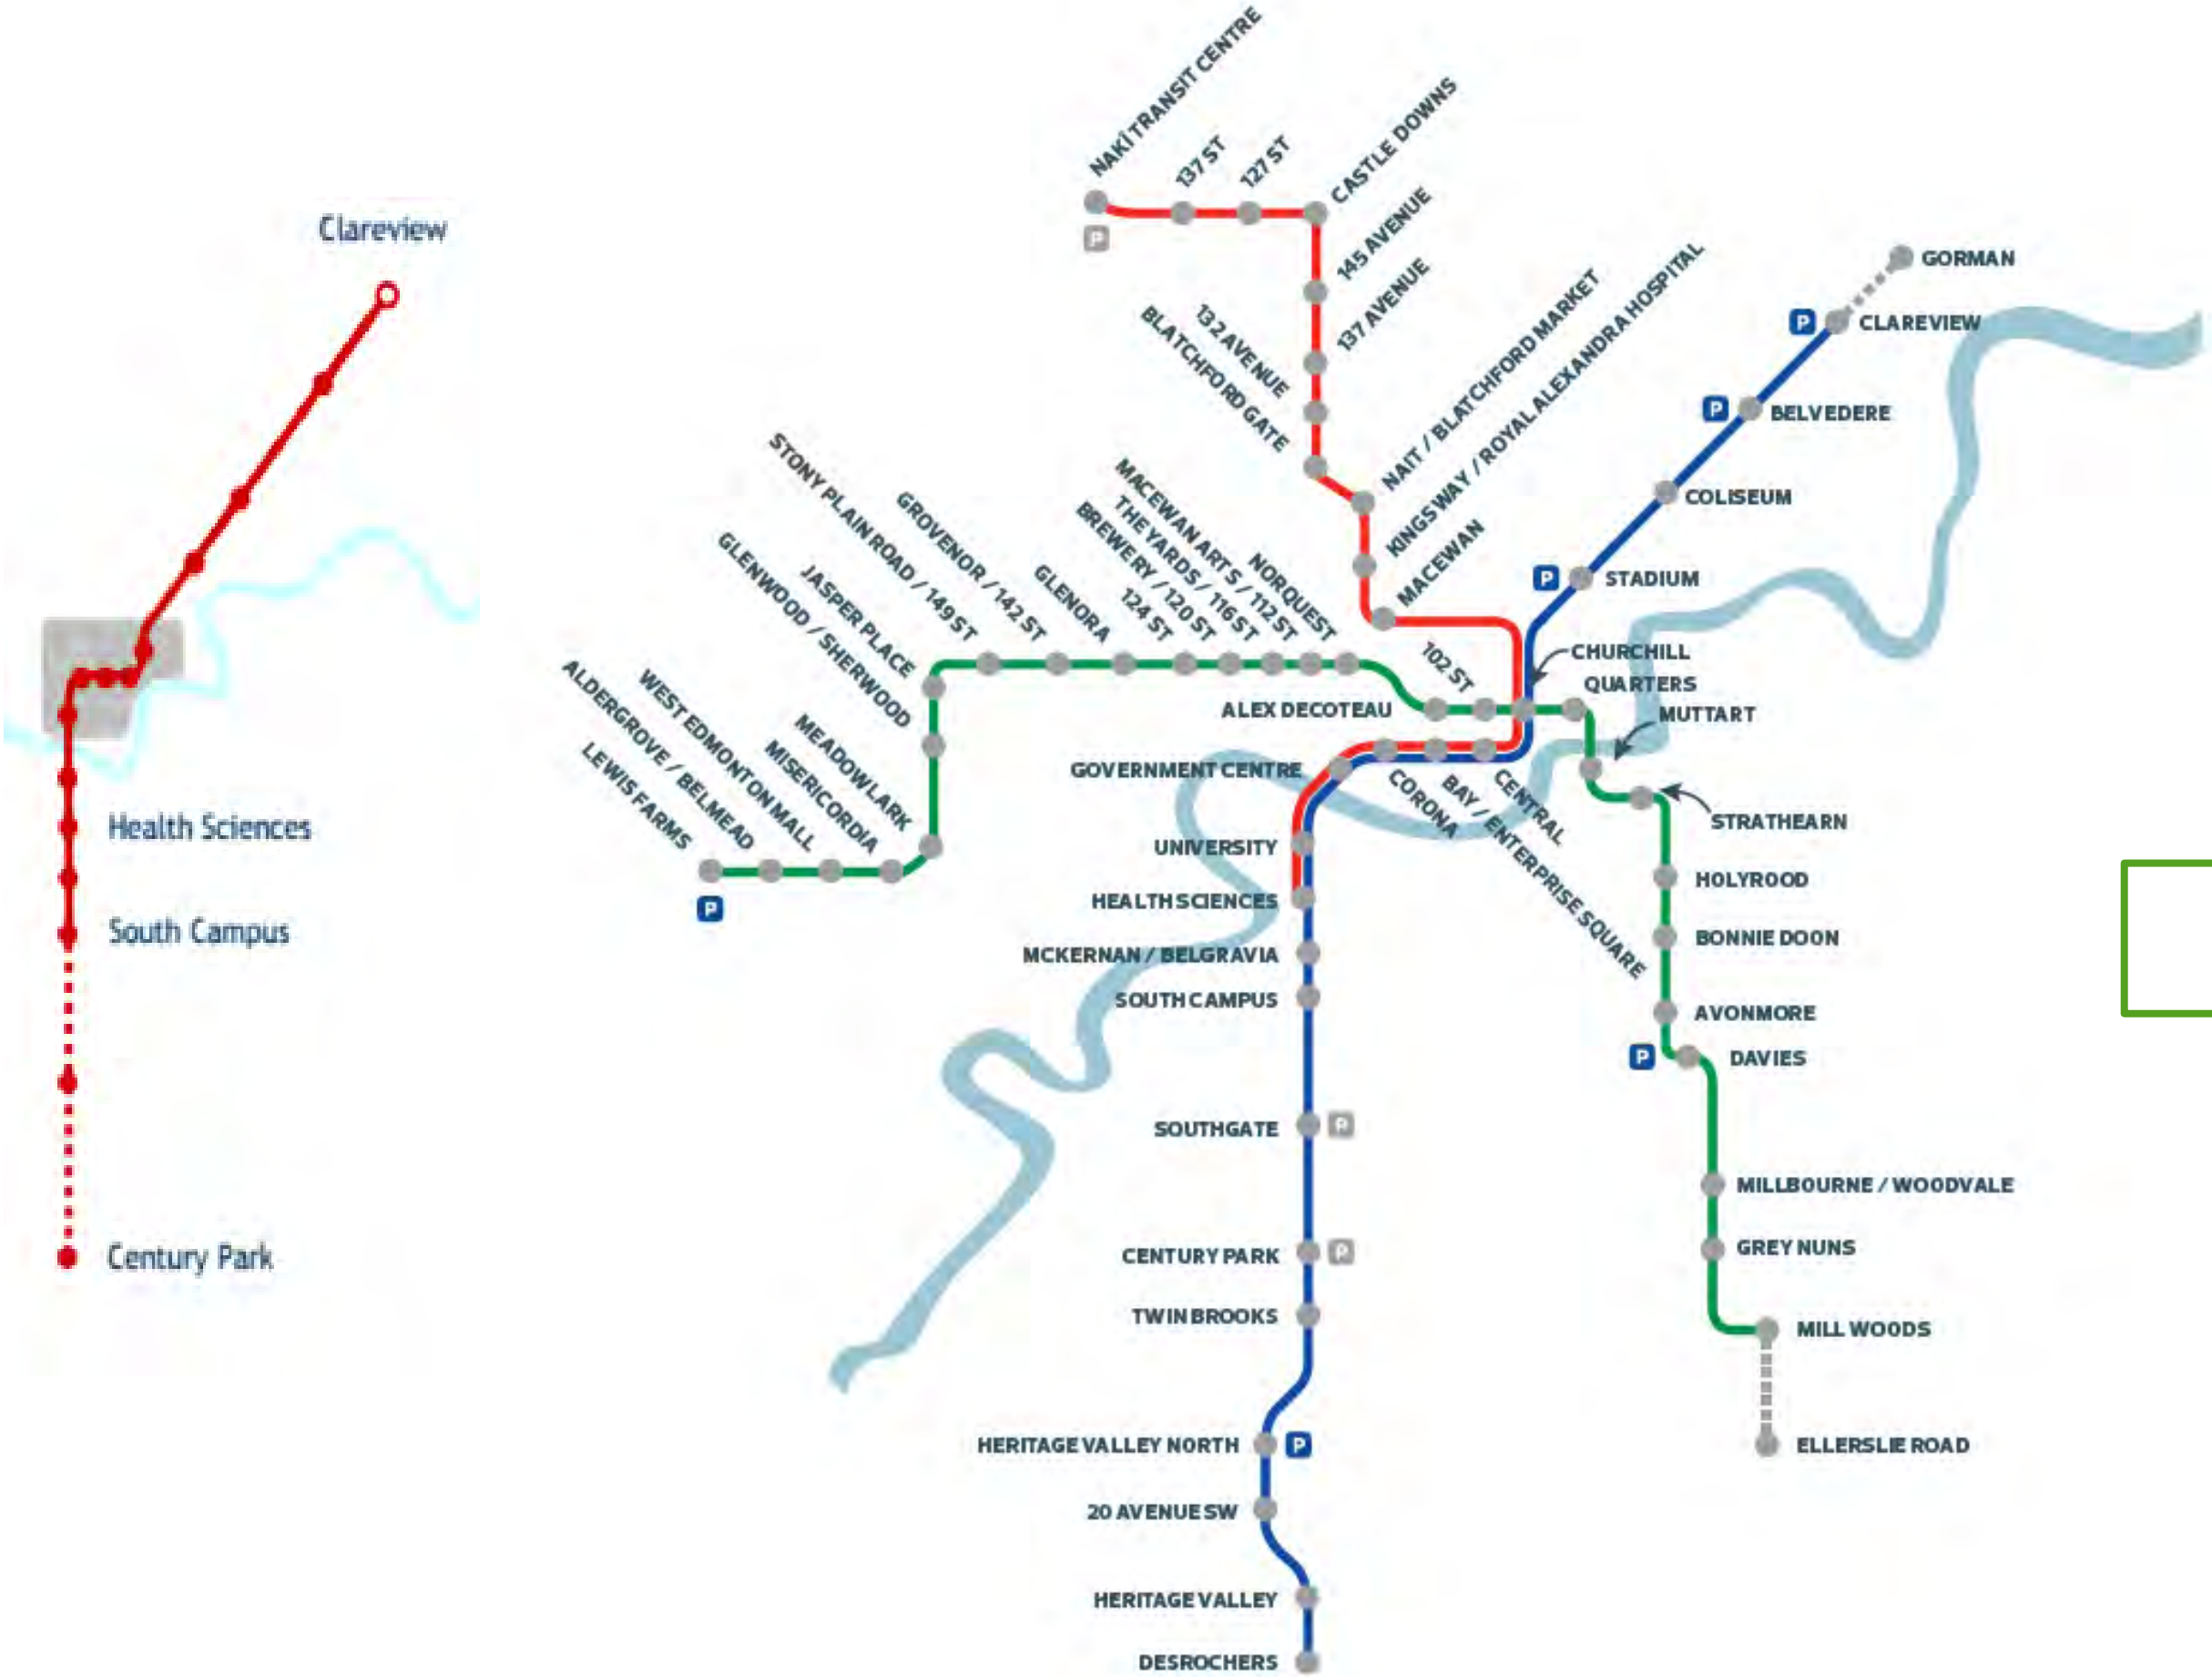 Clareview
Health Sciences
South Campus
Century Park
NAKÎ TRANSIT CENTRE
137 ST
127 ST
CASTLE DOWNS
145 AVENUE
137 AVENUE
132 AVENUE
BLATCHFORD GATE
NAIT / BLATCHFORD MARKET
KINGSWAY / ROYAL ALEXANDRA HOSPITAL
MACEWAN
P
GORMAN
P
CLAREVIEW
P
BELVEDERE
COLISEUM
P
STADIUM
CHURCHILL
QUARTERS
MUTTART
STRATHEARN
HOLYROOD
BONNIE DOON
AVONMORE
P
DAVIES
MILLBOURNE / WOODVALE
GREY NUNS
MILL WOODS
ELLERSLIE ROAD
LEWIS FARMS
P
ALDERGROVE / BELMEAD
WEST EDMONTON MALL
MISERICORDIA
MEADOWLARK
GLENWOOD / SHERWOOD
JASPER PLACE
STONY PLAIN ROAD / 149 ST
GROVENOR / 142 ST
GLENORA
124 ST
BREWERY / 120 ST
THE YARDS / 116 ST
MACEWAN ARTS / 112 ST
NORQUEST
ALEX DECOTEAU
102 ST
CENTRAL
BAY / ENTERPRISE SQUARE
CORONA
GOVERNMENT CENTRE
UNIVERSITY
HEALTH SCIENCES
MCKERNAN / BELGRAVIA
SOUTH CAMPUS
SOUTHGATE
P
CENTURY PARK
P
TWIN BROOKS
HERITAGE VALLEY NORTH
P
20 AVENUE SW
HERITAGE VALLEY
DESROCHERS